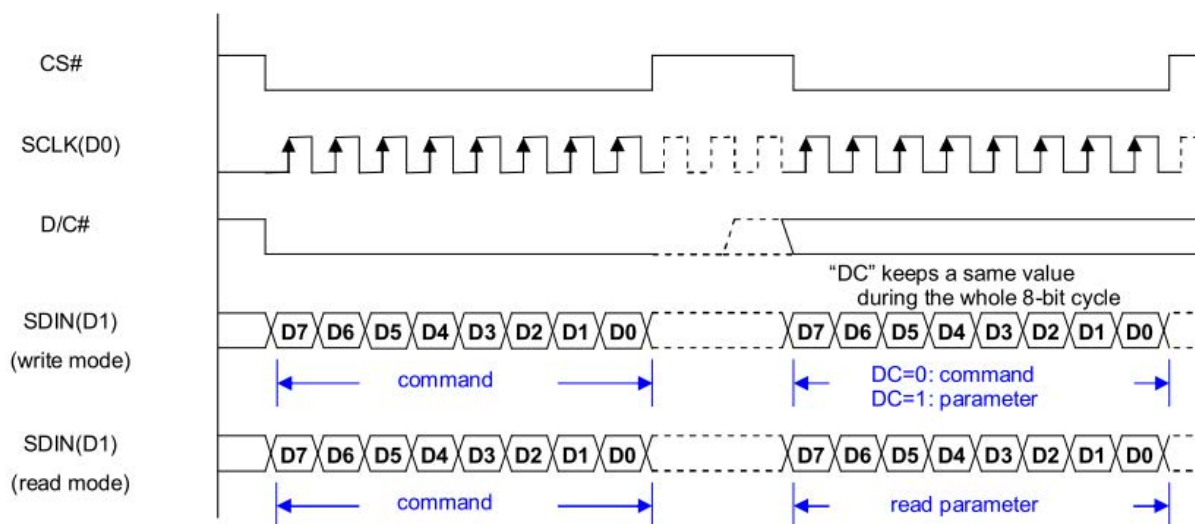 CS#
SCLK(D0)
D/C#
“DC” keeps a same value
during the whole 8-bit cycle
SDIN(D1)
(write mode)
D7 D6 D5 D4 D3 D2 D1 D0 D7 D6 D5 D4 D3 D2 D1 D0
command
DC=0: command
DC=1: parameter
SDIN(D1)
(read mode)
D7 D6 D5 D4 D3 D2 D1 D0 D7 D6 D5 D4 D3 D2 D1 D0
command read parameter